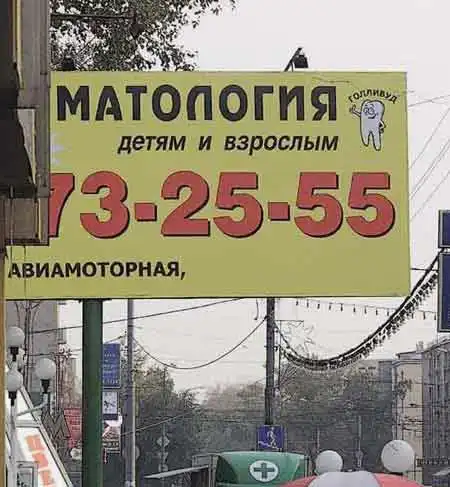 МАТОЛОГИЯ
ГОЛЛИВУД
детям и взрослым
73-25-55
АВИАМОТОРНАЯ,